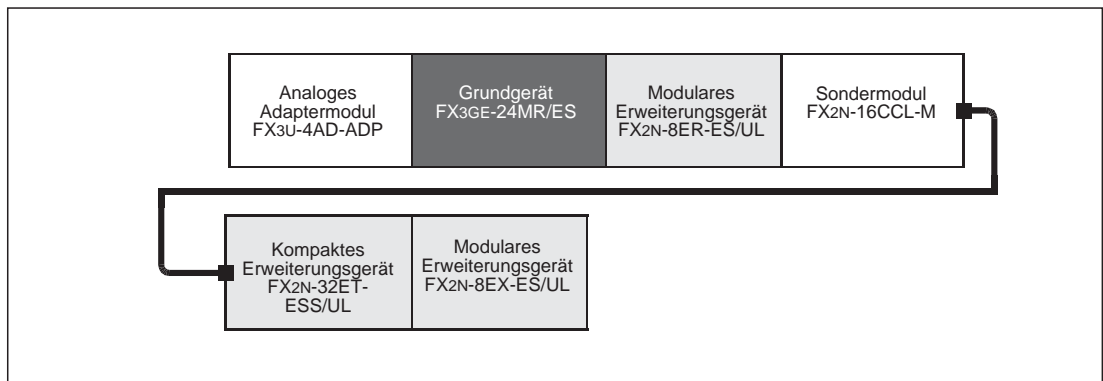 Analoges
Adaptermodul
FX3U-4AD-ADP
Grundgerät
FX3GE-24MR/ES
Modulares
Erweiterungsgerät
FX2N-8ER-ES/UL
Sondermodul
FX2N-16CCL-M
Kompaktes
Erweiterungsgerät
FX2N-32ET-
ESS/UL
Modulares
Erweiterungsgerät
FX2N-8EX-ES/UL